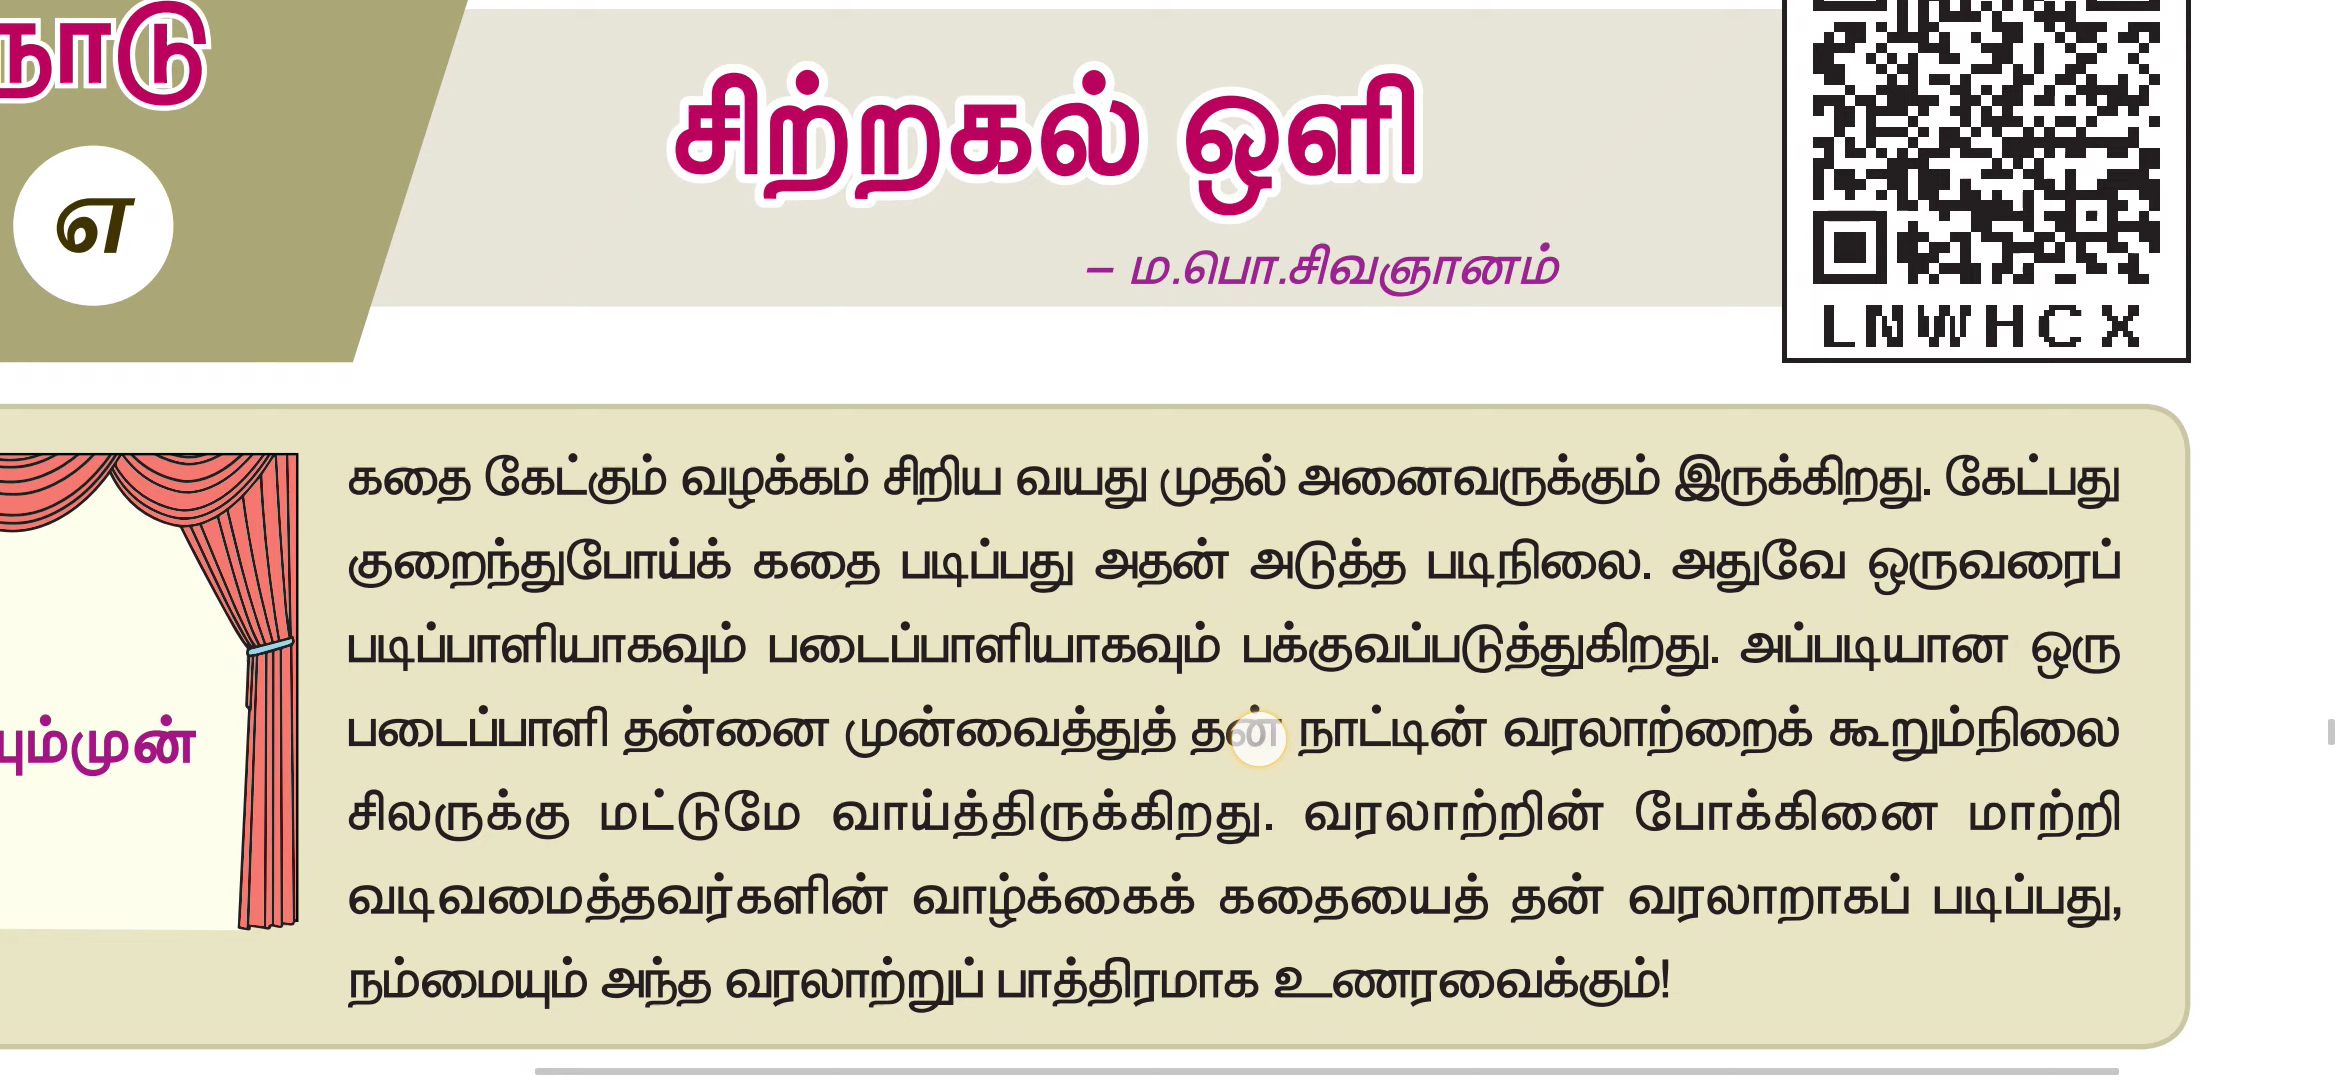 நாடு
எ
சிற்றகல் ஒளி
– ம.பொ.சிவஞானம்
LNWHCX
கதை கேட்கும் வழக்கம் சிறிய வயது முதல் அனைவருக்கும் இருக்கிறது. கேட்பது
குறைந்துபோய்க் கதை படிப்பது அதன் அடுத்த படிநிலை. அதுவே ஒருவரைப்
படிப்பாளியாகவும் படைப்பாளியாகவும் பக்குவப்படுத்துகிறது. அப்படியான ஒரு
படைப்பாளி தன்னை முன்வைத்துத் தன் நாட்டின் வரலாற்றைக் கூறும்நிலை
சிலருக்கு மட்டுமே வாய்த்திருக்கிறது. வரலாற்றின் போக்கினை மாற்றி
வடிவமைத்தவர்களின் வாழ்க்கைக் கதையைத் தன் வரலாறாகப் படிப்பது,
நம்மையும் அந்த வரலாற்றுப் பாத்திரமாக உணரவைக்கும்!
யும்முன்